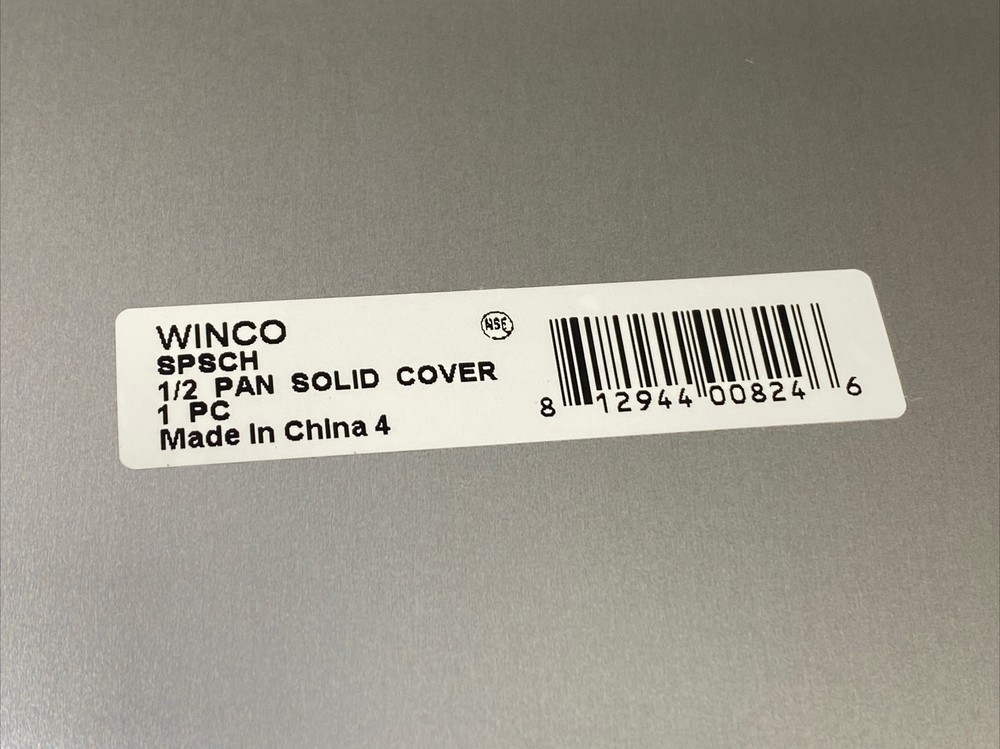 WINCO
NSF
SPSCH
1/2 PAN SOLID COVER
1 PC
Made In China 4
8 12944 00824 6